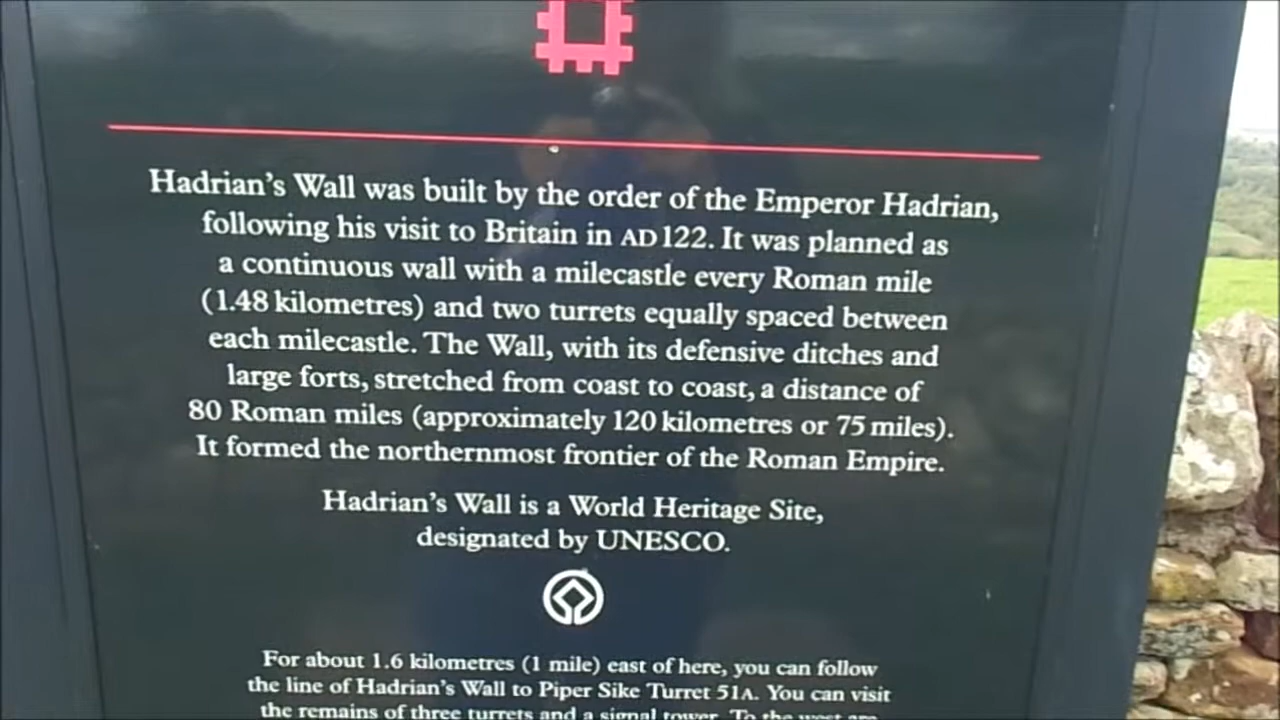 Hadrian's Wall was built by the order of the Emperor Hadrian,
following his visit to Britain in AD 122. It was planned as
a continuous wall with a milecastle every Roman mile
(1.48 kilometres) and two turrets equally spaced between
each milecastle. The Wall, with its defensive ditches and
large forts, stretched from coast to coast, a distance of
80 Roman miles (approximately 120 kilometres or 75 miles).
It formed the northernmost frontier of the Roman Empire.
Hadrian's Wall is a World Heritage Site,
designated by UNESCO.
For about 1.6 kilometres (1 mile) east of here, you can follow
the line of Hadrian's Wall to Piper Sike Turret 51A. You can visit
the remains of three turrets and a signal tower. To the west are